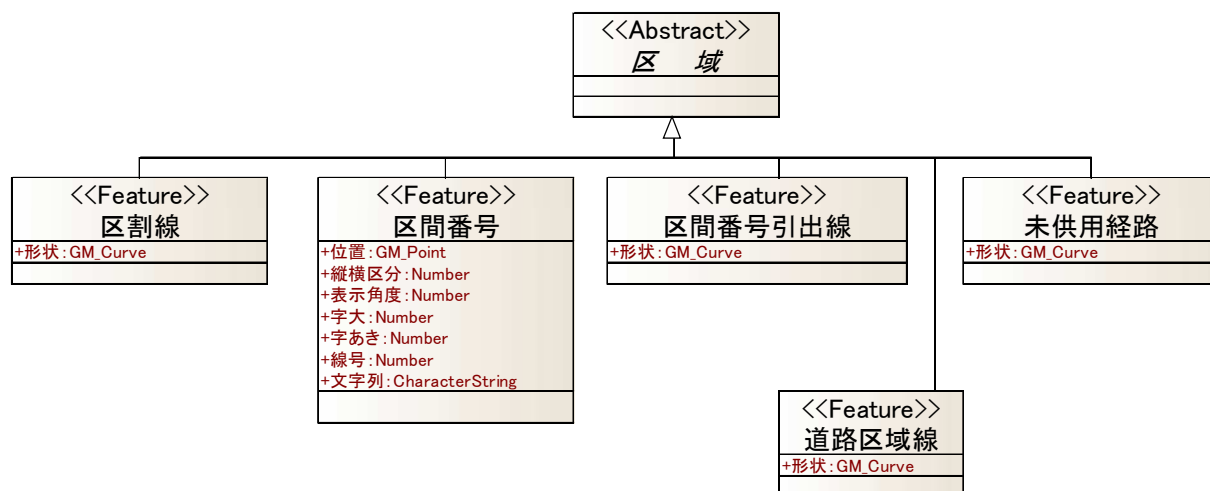 <<Abstract>>
区　域
<<Feature>>
区割線
+形状:GM_Curve
<<Feature>>
区間番号
+位置:GM_Point
+縦横区分:Number
+表示角度:Number
+字大:Number
+字あき:Number
+線号:Number
+文字列:CharacterString
<<Feature>>
区間番号引出線
+形状:GM_Curve
<<Feature>>
未供用経路
+形状:GM_Curve
<<Feature>>
道路区域線
+形状:GM_Curve